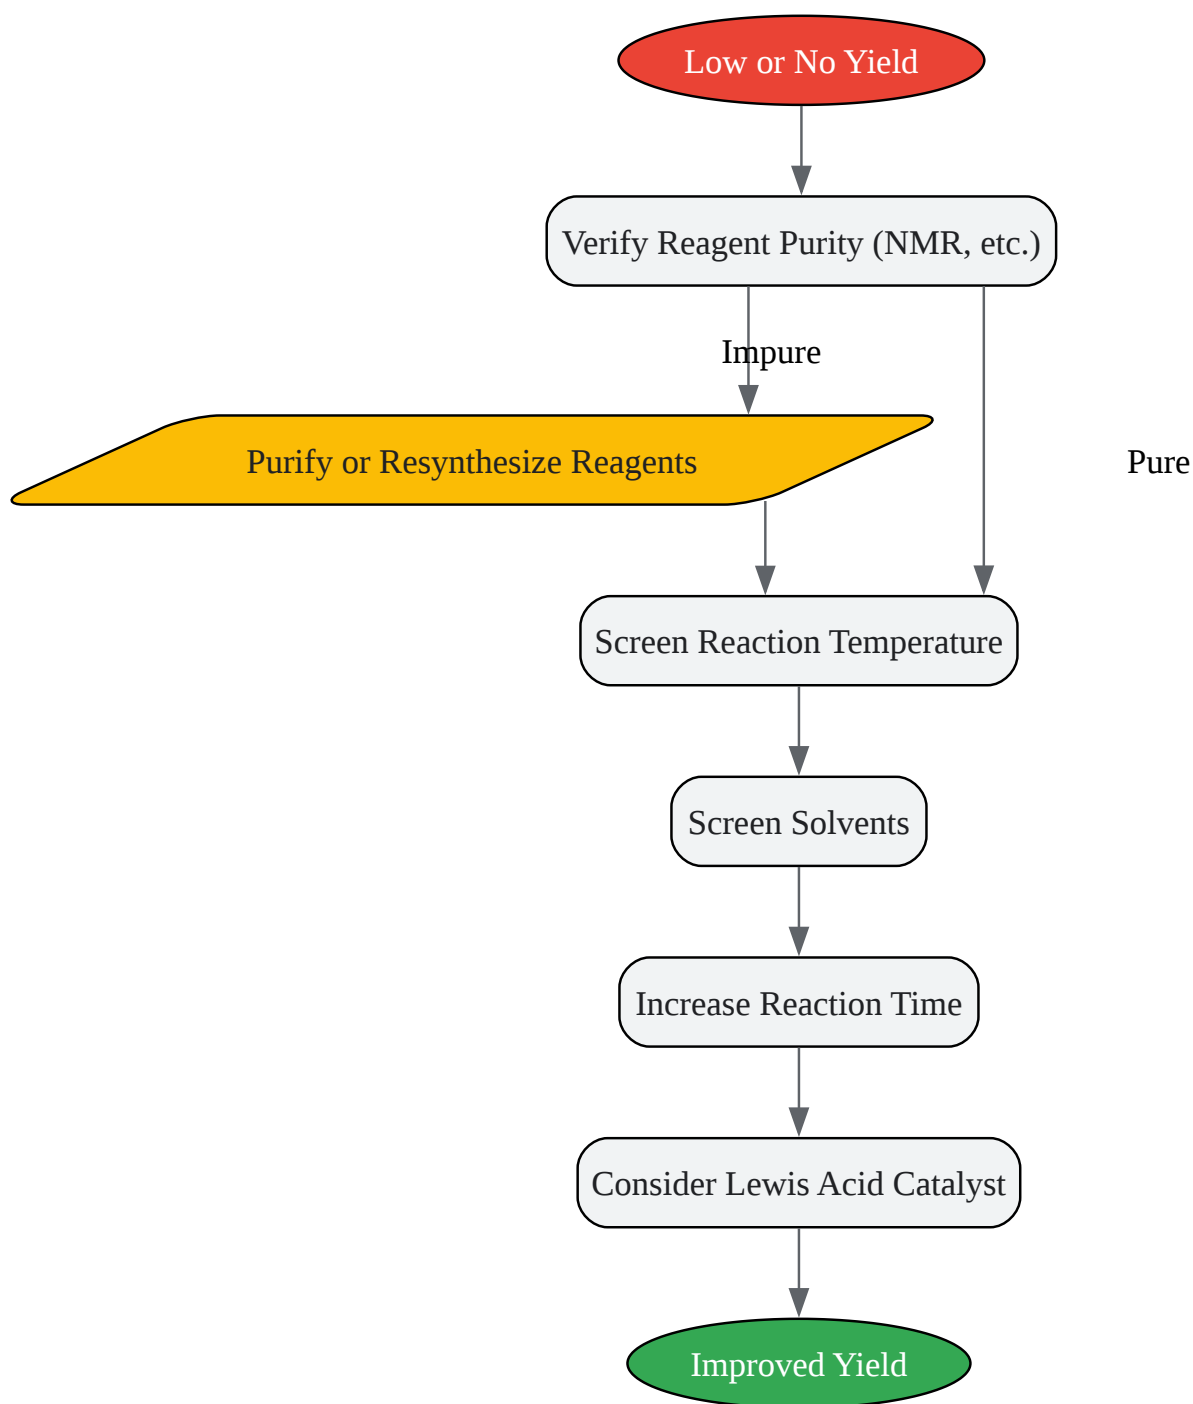 Low or No Yield
Verify Reagent Purity (NMR, etc.)
Impure
Purify or Resynthesize Reagents
Pure
Screen Reaction Temperature
Screen Solvents
Increase Reaction Time
Consider Lewis Acid Catalyst
Improved Yield